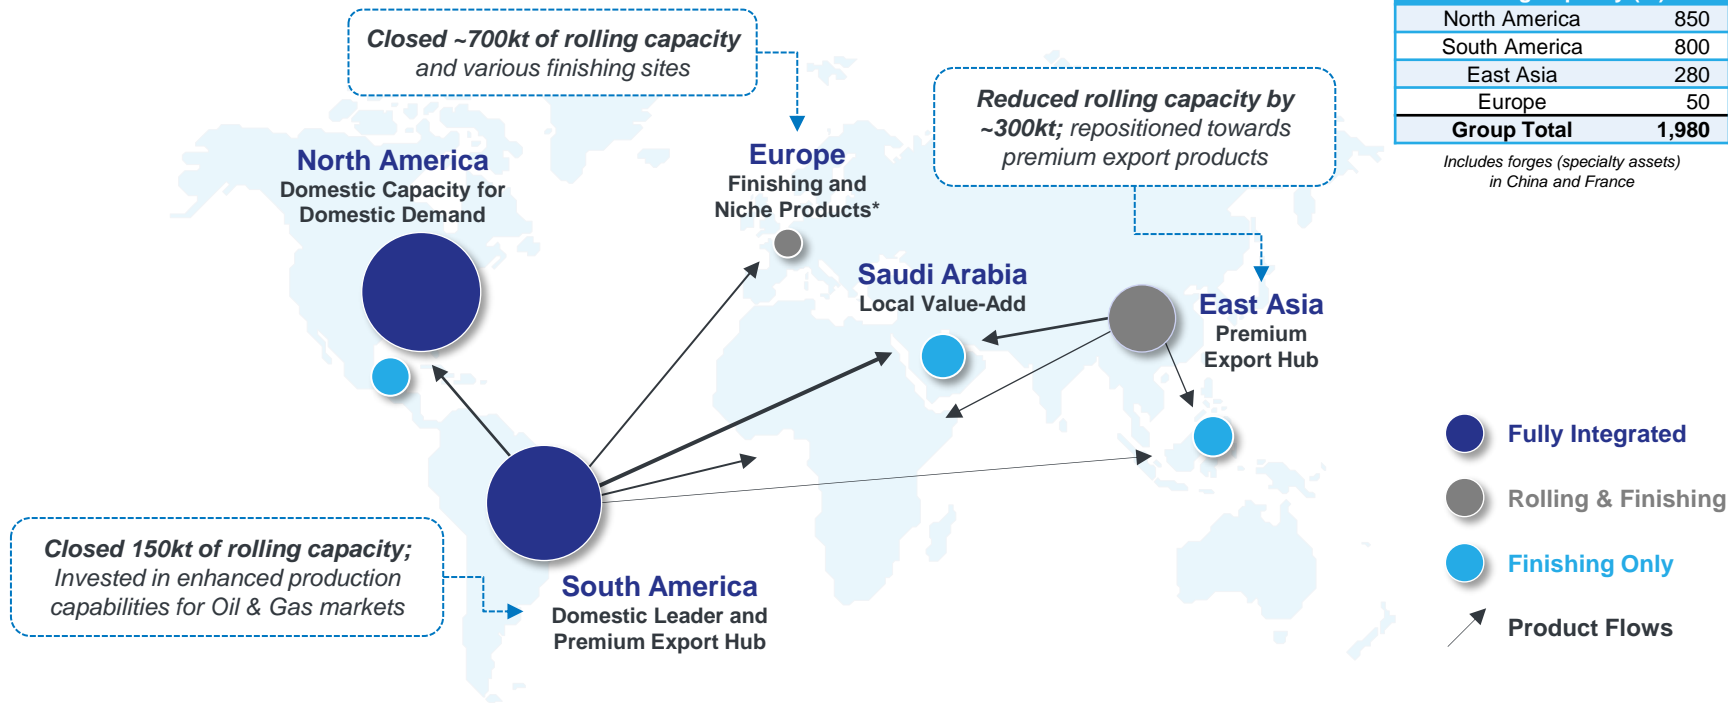 Closed ~700kt of rolling capacity
and various finishing sites
North America 850
South America 800
East Asia 280
Europe 50
Group Total 1,980
Includes forges (specialty assets)
in China and France
Reduced rolling capacity by
~300kt; repositioned towards
premium export products
North America
Domestic Capacity for
Domestic Demand
Europe
Finishing and
Niche Products*
Saudi Arabia
Local Value-Add
East Asia
Premium
Export Hub
Closed 150kt of rolling capacity;
Invested in enhanced production
capabilities for Oil & Gas markets
South America
Domestic Leader and
Premium Export Hub
Fully Integrated
Rolling & Finishing
Finishing Only
Product Flows